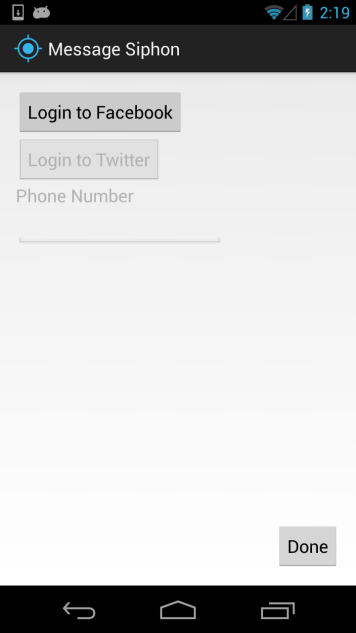 2:19
Message Siphon
Login to Facebook
Login to Twitter
Phone Number
Done